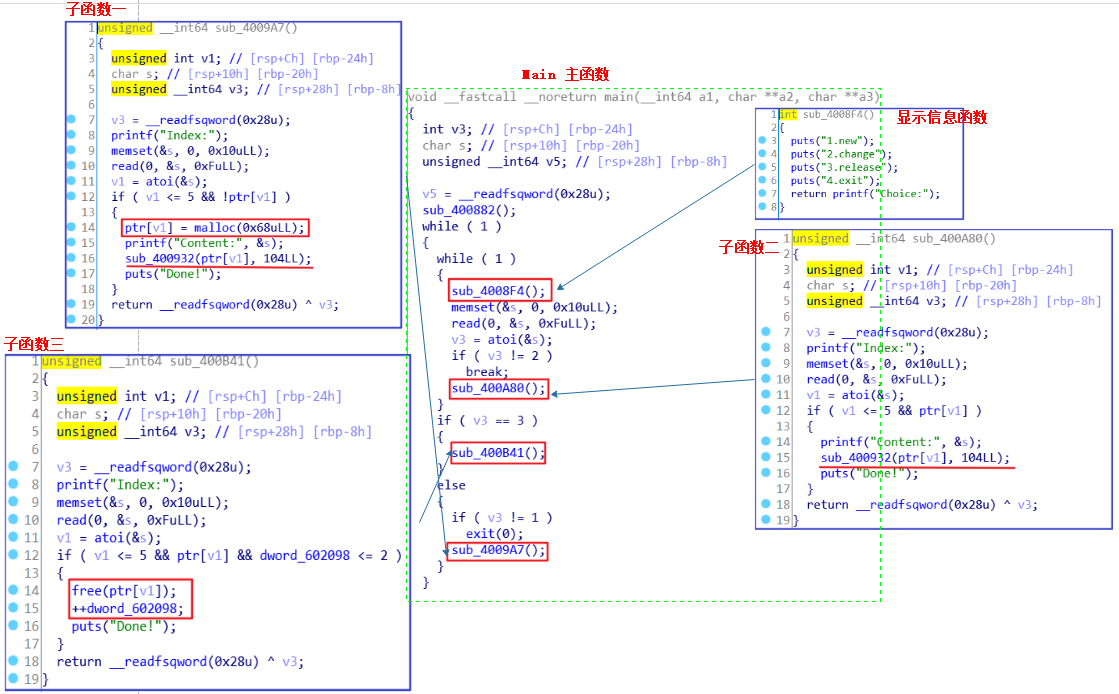 子函数一
1 unsigned __int64 sub_4009A7()
2 {
3 unsigned int v1; // [rsp+Ch] [rbp-24h]
4 char s; // [rsp+10h] [rbp-20h]
5 unsigned __int64 v3; // [rsp+28h] [rbp-8h]
6
7 v3 = __readfsqword(0x28u);
8 printf("Index:");
9 memset(&s, 0, 0x10uLL);
10 read(0, &s, 0xFuLL);
11 v1 = atoi(&s);
12 if ( v1 <= 5 && !ptr[v1] )
13 {
14 ptr[v1] = malloc(0x68uLL);
15 printf("Content:", &s);
16 sub_400932(ptr[v1], 104LL);
17 puts("Done!");
18 }
19 return __readfsqword(0x28u) ^ v3;
20 }
子函数三
1 unsigned __int64 sub_400B41()
2 {
3 unsigned int v1; // [rsp+Ch] [rbp-24h]
4 char s; // [rsp+10h] [rbp-20h]
5 unsigned __int64 v3; // [rsp+28h] [rbp-8h]
6
7 v3 = __readfsqword(0x28u);
8 printf("Index:");
9 memset(&s, 0, 0x10uLL);
10 read(0, &s, 0xFuLL);
11 v1 = atoi(&s);
12 if ( v1 <= 5 && ptr[v1] && dword_602098 <= 2 )
13 {
14 free(ptr[v1]);
15 ++dword_602098;
16 puts("Done!");
17 }
18 return __readfsqword(0x28u) ^ v3;
19 }
Main 主函数
void __fastcall __noreturn main(__int64 a1, char **a2, char **a3)
{
int v3; // [rsp+Ch] [rbp-24h]
char s; // [rsp+10h] [rbp-20h]
unsigned __int64 v5; // [rsp+28h] [rbp-8h]
v5 = __readfsqword(0x28u);
sub_400882();
while ( 1 )
{
while ( 1 )
{
sub_4008F4();
memset(&s, 0, 0x10uLL);
read(0, &s, 0xFuLL);
v3 = atoi(&s);
if ( v3 != 2 )
break;
sub_400A80();
}
if ( v3 == 3 )
{
sub_400B41();
}
else
{
if ( v3 != 1 )
exit(0);
sub_4009A7();
}
}
显示信息函数
1 int sub_4008F4()
2 {
3 puts("1.new");
4 puts("2.change");
5 puts("3.release");
6 puts("4.exit");
7 return printf("Choice:");
8 }
子函数二
1 unsigned __int64 sub_400A80()
2 {
3 unsigned int v1; // [rsp+Ch] [rbp-24h]
4 char s; // [rsp+10h] [rbp-20h]
5 unsigned __int64 v3; // [rsp+28h] [rbp-8h]
6
7 v3 = __readfsqword(0x28u);
8 printf("Index:");
9 memset(&s, 0, 0x10uLL);
10 read(0, &s, 0xFuLL);
11 v1 = atoi(&s);
12 if ( v1 <= 5 && ptr[v1] )
13 {
14 printf("Content:", &s);
15 sub_400932(ptr[v1], 104LL);
16 puts("Done!");
17 }
18 return __readfsqword(0x28u) ^ v3;
19 }